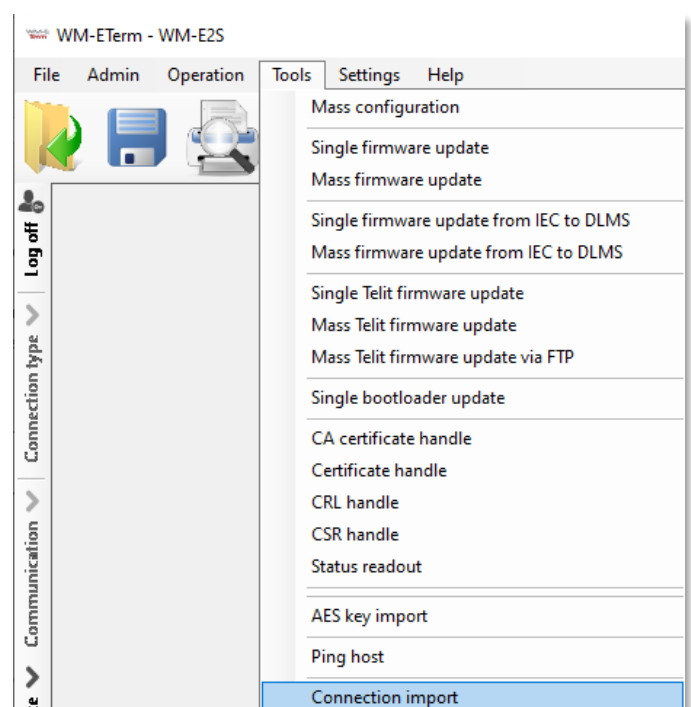 WM-ETerm - WM-E2S
File Admin Operation Tools Settings Help
Mass configuration
Single firmware update
Mass firmware update
Single firmware update from IEC to DLMS
Mass firmware update from IEC to DLMS
Single Telit firmware update
Mass Telit firmware update
Mass Telit firmware update via FTP
Single bootloader update
CA certificate handle
Certificate handle
CRL handle
CSR handle
Status readout
AES key import
Ping host
Connection import
Log off
Connection type
Communication